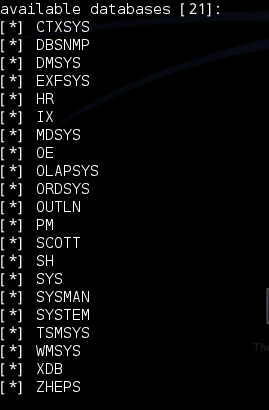 available databases [21]:
[*] CTXSYS
[*] DBSNMP
[*] DMSYS
[*] EXFSYS
[*] HR
[*] IX
[*] MDSYS
[*] OE
[*] OLAPSYS
[*] ORDSYS
[*] OUTLN
[*] PM
[*] SCOTT
[*] SH
[*] SYS
[*] SYSMAN
[*] SYSTEM
[*] TSMSYS
[*] WMSYS
[*] XDB
[*] ZHEPS